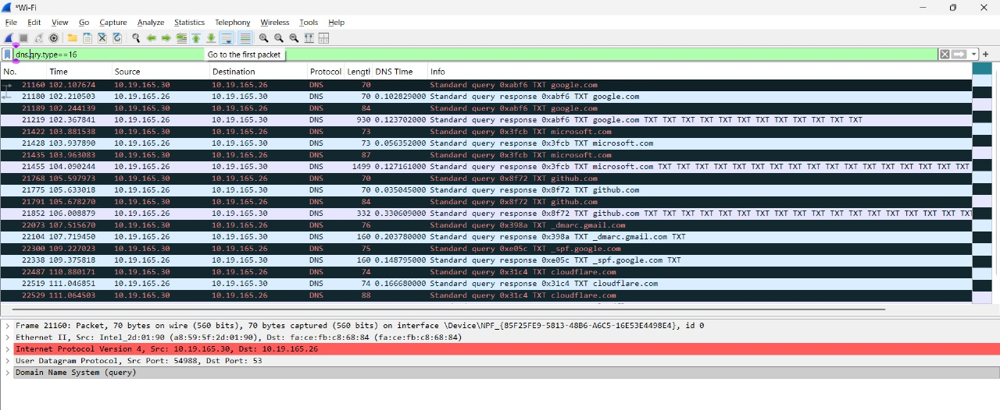 *Wi-Fi
File Edit View Go Capture Analyze Statistics Telephony Wireless Tools Help
dns.qry.type==16
Go to the first packet
No. Time Source Destination Protocol Lengtl DNS TIme Info
21160 102.107674 10.19.165.30 10.19.165.26 DNS 70 Standard query 0xabf6 TXT google.com
21180 102.210503 10.19.165.26 10.19.165.30 DNS 70 0.102829000 Standard query response 0xabf6 TXT google.com
21189 102.244139 10.19.165.30 10.19.165.26 DNS 84 Standard query 0xabf6 TXT google.com
21219 102.367841 10.19.165.26 10.19.165.30 DNS 930 0.123702000 Standard query response 0xabf6 TXT google.com TXT TXT TXT TXT TXT TXT TXT TXT TXT TXT TXT TXT
21422 103.881538 10.19.165.30 10.19.165.26 DNS 73 Standard query 0x3fcb TXT microsoft.com
21428 103.937890 10.19.165.26 10.19.165.30 DNS 73 0.056352000 Standard query response 0x3fcb TXT microsoft.com
21435 103.963083 10.19.165.30 10.19.165.26 DNS 87 Standard query 0x3fcb TXT microsoft.com
21455 104.090244 10.19.165.26 10.19.165.30 DNS 1499 0.127161000 Standard query response 0x3fcb TXT microsoft.com TXT TXT TXT TXT TXT TXT TXT TXT TXT TXT TXT TXT TXT TXT TXT TXT TXT
21768 105.597973 10.19.165.30 10.19.165.26 DNS 70 Standard query 0x8f72 TXT github.com
21775 105.633018 10.19.165.26 10.19.165.30 DNS 70 0.035045000 Standard query response 0x8f72 TXT github.com
21791 105.678270 10.19.165.30 10.19.165.26 DNS 84 Standard query 0x8f72 TXT github.com
21852 106.008879 10.19.165.26 10.19.165.30 DNS 332 0.330609000 Standard query response 0x8f72 TXT github.com TXT TXT TXT TXT TXT TXT TXT TXT TXT TXT TXT TXT TXT TXT TXT TXT TXT TXT
22073 107.515670 10.19.165.30 10.19.165.26 DNS 76 Standard query 0x398a TXT _dmarc.gmail.com
22104 107.719450 10.19.165.26 10.19.165.30 DNS 160 0.203780000 Standard query response 0x398a TXT _dmarc.gmail.com TXT
22300 109.227023 10.19.165.30 10.19.165.26 DNS 75 Standard query 0xe05c TXT _spf.google.com
22338 109.375818 10.19.165.26 10.19.165.30 DNS 160 0.148795000 Standard query response 0xe05c TXT _spf.google.com TXT
22487 110.880171 10.19.165.30 10.19.165.26 DNS 74 Standard query 0x31c4 TXT cloudflare.com
22519 111.046851 10.19.165.26 10.19.165.30 DNS 74 0.166680000 Standard query response 0x31c4 TXT cloudflare.com
22529 111.064503 10.19.165.30 10.19.165.26 DNS 88 Standard query 0x31c4 TXT cloudflare.com
Frame 21160: Packet, 70 bytes on wire (560 bits), 70 bytes captured (560 bits) on interface \Device\NPF_{85F25FE9-5813-48B6-A6C5-16E53E4498E4}, id 0
Ethernet II, Src: Intel_2d:01:90 (a8:59:5f:2d:01:90), Dst: fa:ce:fb:c8:68:84 (fa:ce:fb:c8:68:84)
Internet Protocol Version 4, Src: 10.19.165.30, Dst: 10.19.165.26
User Datagram Protocol, Src Port: 54988, Dst Port: 53
Domain Name System (query)